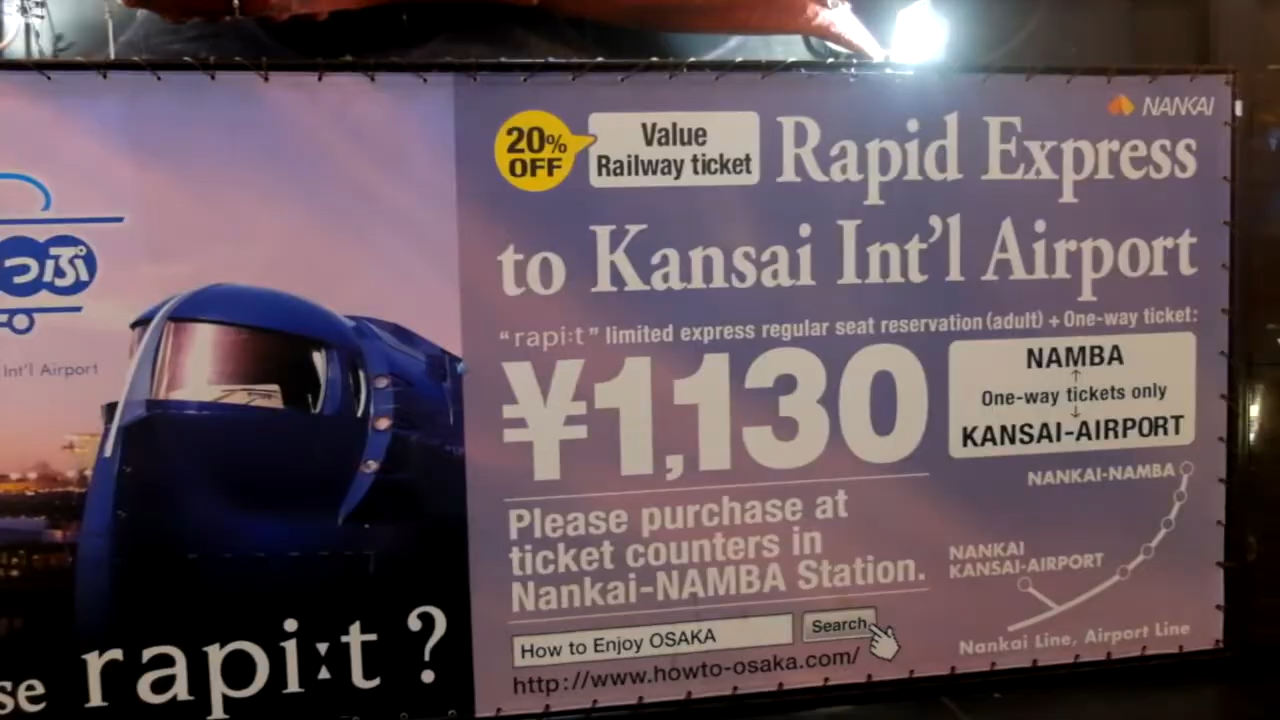 っぷ
Int'l Airport
se rapi:t ?
NANKAI
20% OFF
Value
Railway ticket
Rapid Express
to Kansai Int'l Airport
"rapi:t" limited express regular seat reservation (adult) + One-way ticket:
¥1,130
NAMBA
↑
One-way tickets only
↓
KANSAI-AIRPORT
Please purchase at
ticket counters in
Nankai-NAMBA Station.
NANKAI-NAMBA
NANKAI
KANSAI-AIRPORT
Nankai Line, Airport Line
How to Enjoy OSAKA
Search
http://www.howto-osaka.com/